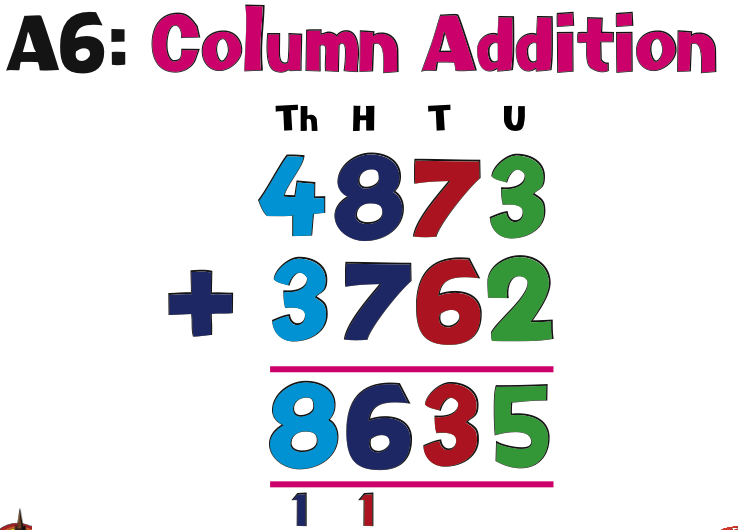 A6: Column Addition
Th H T U
4873
+ 3762
8635
1 1